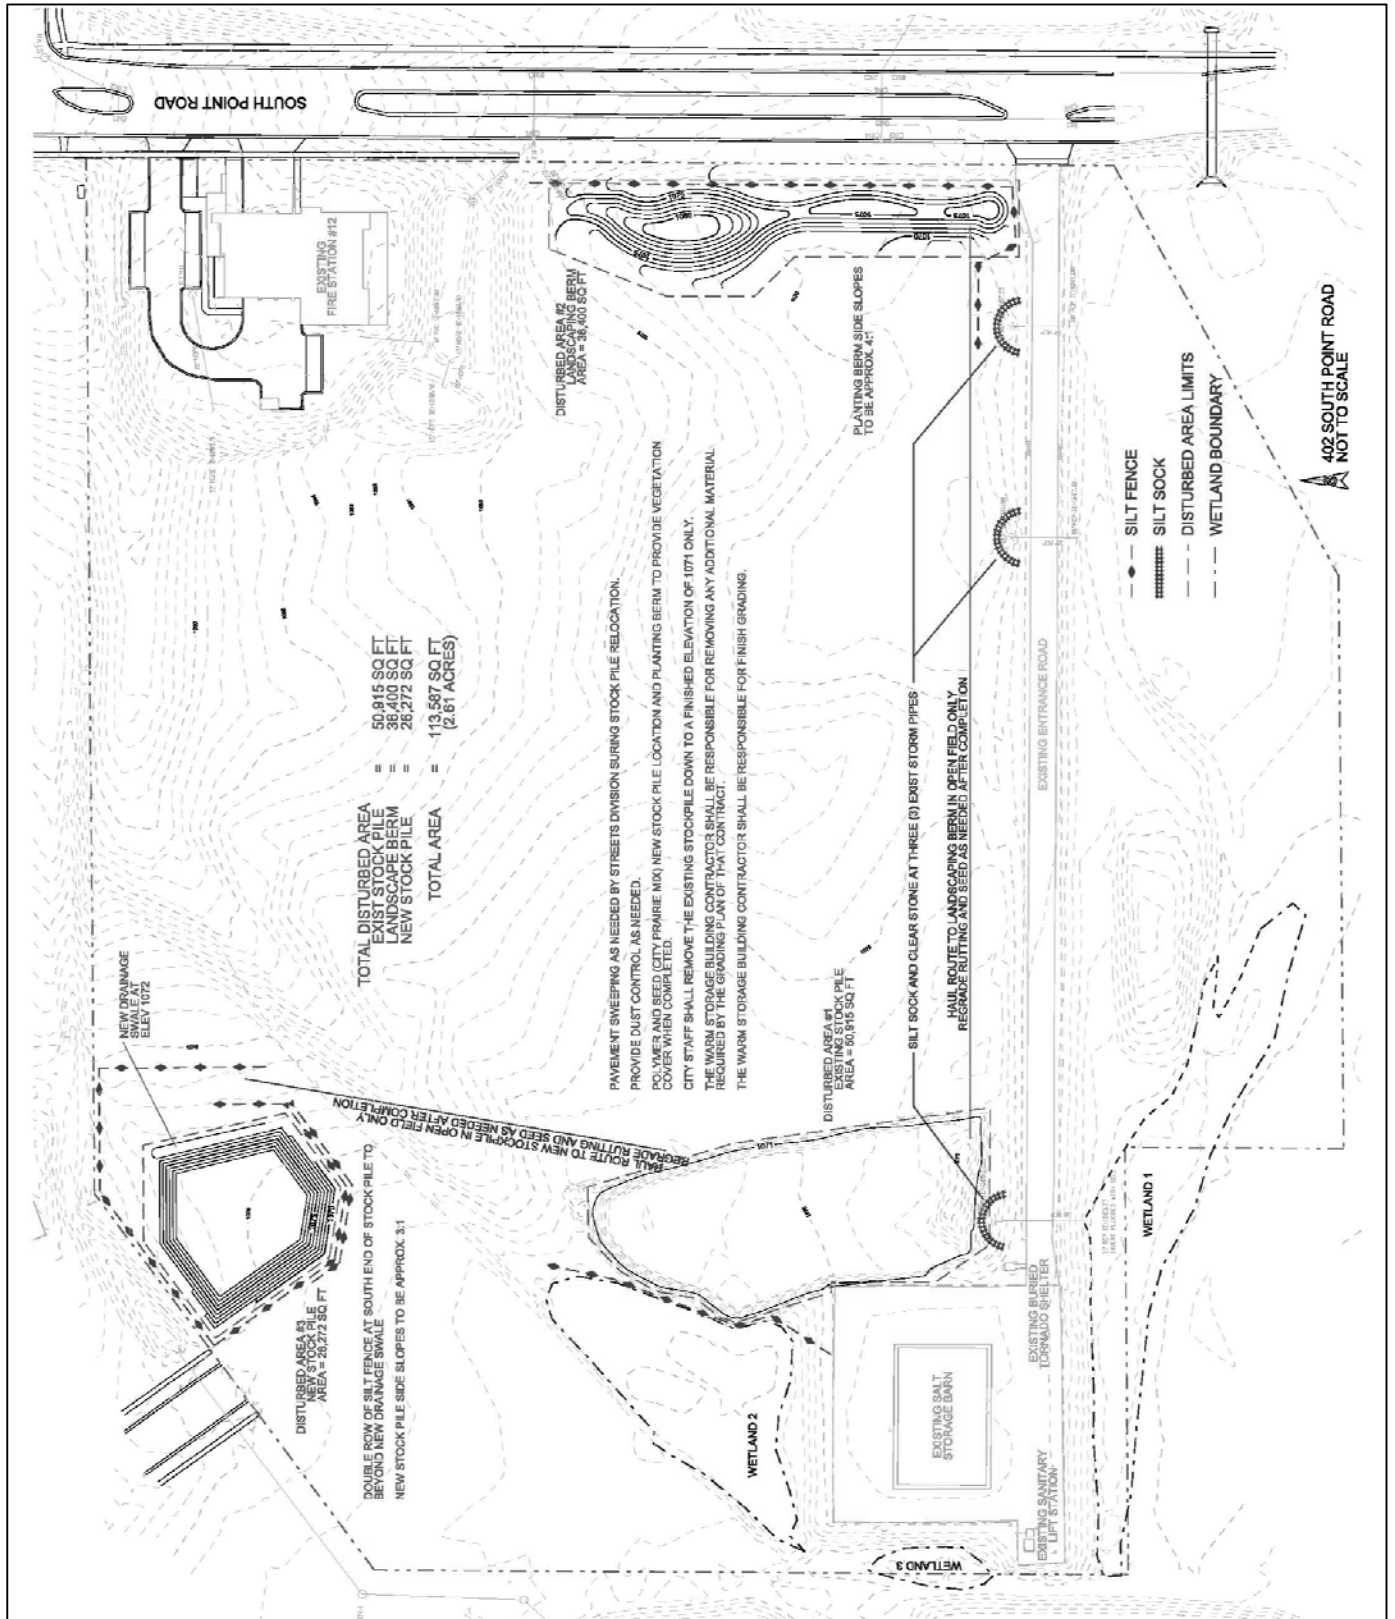 SOUTH POINT ROAD
EXISTING
FIRE STATION #12
DISTURBED AREA #2
LANDSCAPING BERM
AREA = 36,400 SQ FT
PLANTING BERM SIDE SLOPES
TO BE APPROX. 4:1
1075
1075
1070
TOTAL DISTURBED AREA
EXIST STOCK PILE = 50,915 SQ FT
LANDSCAPE BERM = 36,400 SQ FT
NEW STOCK PILE = 26,272 SQ FT
TOTAL AREA = 113,587 SQ FT
(2.61 ACRES)
PAVEMENT SWEEPING AS NEEDED BY STREETS DIVISION SURING STOCK PILE RELOCATION.
PROVIDE DUST CONTROL AS NEEDED.
POLYMER AND SEED (CITY PRAIRIE MIX) NEW STOCK PILE LOCATION AND PLANTING BERM TO PROVIDE VEGETATION
COVER WHEN COMPLETED.
CITY STAFF SHALL REMOVE THE EXISTING STOCKPILE DOWN TO A FINISHED ELEVATION OF 1071 ONLY.
THE WARM STORAGE BUILDING CONTRACTOR SHALL BE RESPONSIBLE FOR REMOVING ANY ADDITIONAL MATERIAL
REQUIRED BY THE GRADING PLAN OF THAT CONTRACT.
THE WARM STORAGE BUILDING CONTRACTOR SHALL BE RESPONSIBLE FOR FINISH GRADING.
NEW DRAINAGE
SWALE AT
ELEV 1072
HAUL ROUTE TO NEW STOCKPILE IN OPEN FIELD ONLY
REGRADE RUTTING AND SEED AS NEEDED AFTER COMPLETION
DISTURBED AREA #3
NEW STOCK PILE
AREA = 26,272 SQ FT
DOUBLE ROW OF SILT FENCE AT SOUTH END OF STOCK PILE TO
BEYOND NEW DRAINAGE SWALE
NEW STOCK PILE SIDE SLOPES TO BE APPROX. 3:1
DISTURBED AREA #1
EXISTING STOCK PILE
AREA = 50,915 SQ FT
SILT SOCK AND CLEAR STONE AT THREE (3) EXIST STORM PIPES
HAUL ROUTE TO LANDSCAPING BERM IN OPEN FIELD ONLY
REGRADE RUTTING AND SEED AS NEEDED AFTER COMPLETION
EXISTING ENTRANCE ROAD
EXISTING BURIED
TORNADO SHELTER
EXISTING SALT
STORAGE BARN
EXISTING SANITARY
LIFT STATION
WETLAND 1
WETLAND 2
WETLAND 3
SILT FENCE
SILT SOCK
DISTURBED AREA LIMITS
WETLAND BOUNDARY
402 SOUTH POINT ROAD
NOT TO SCALE